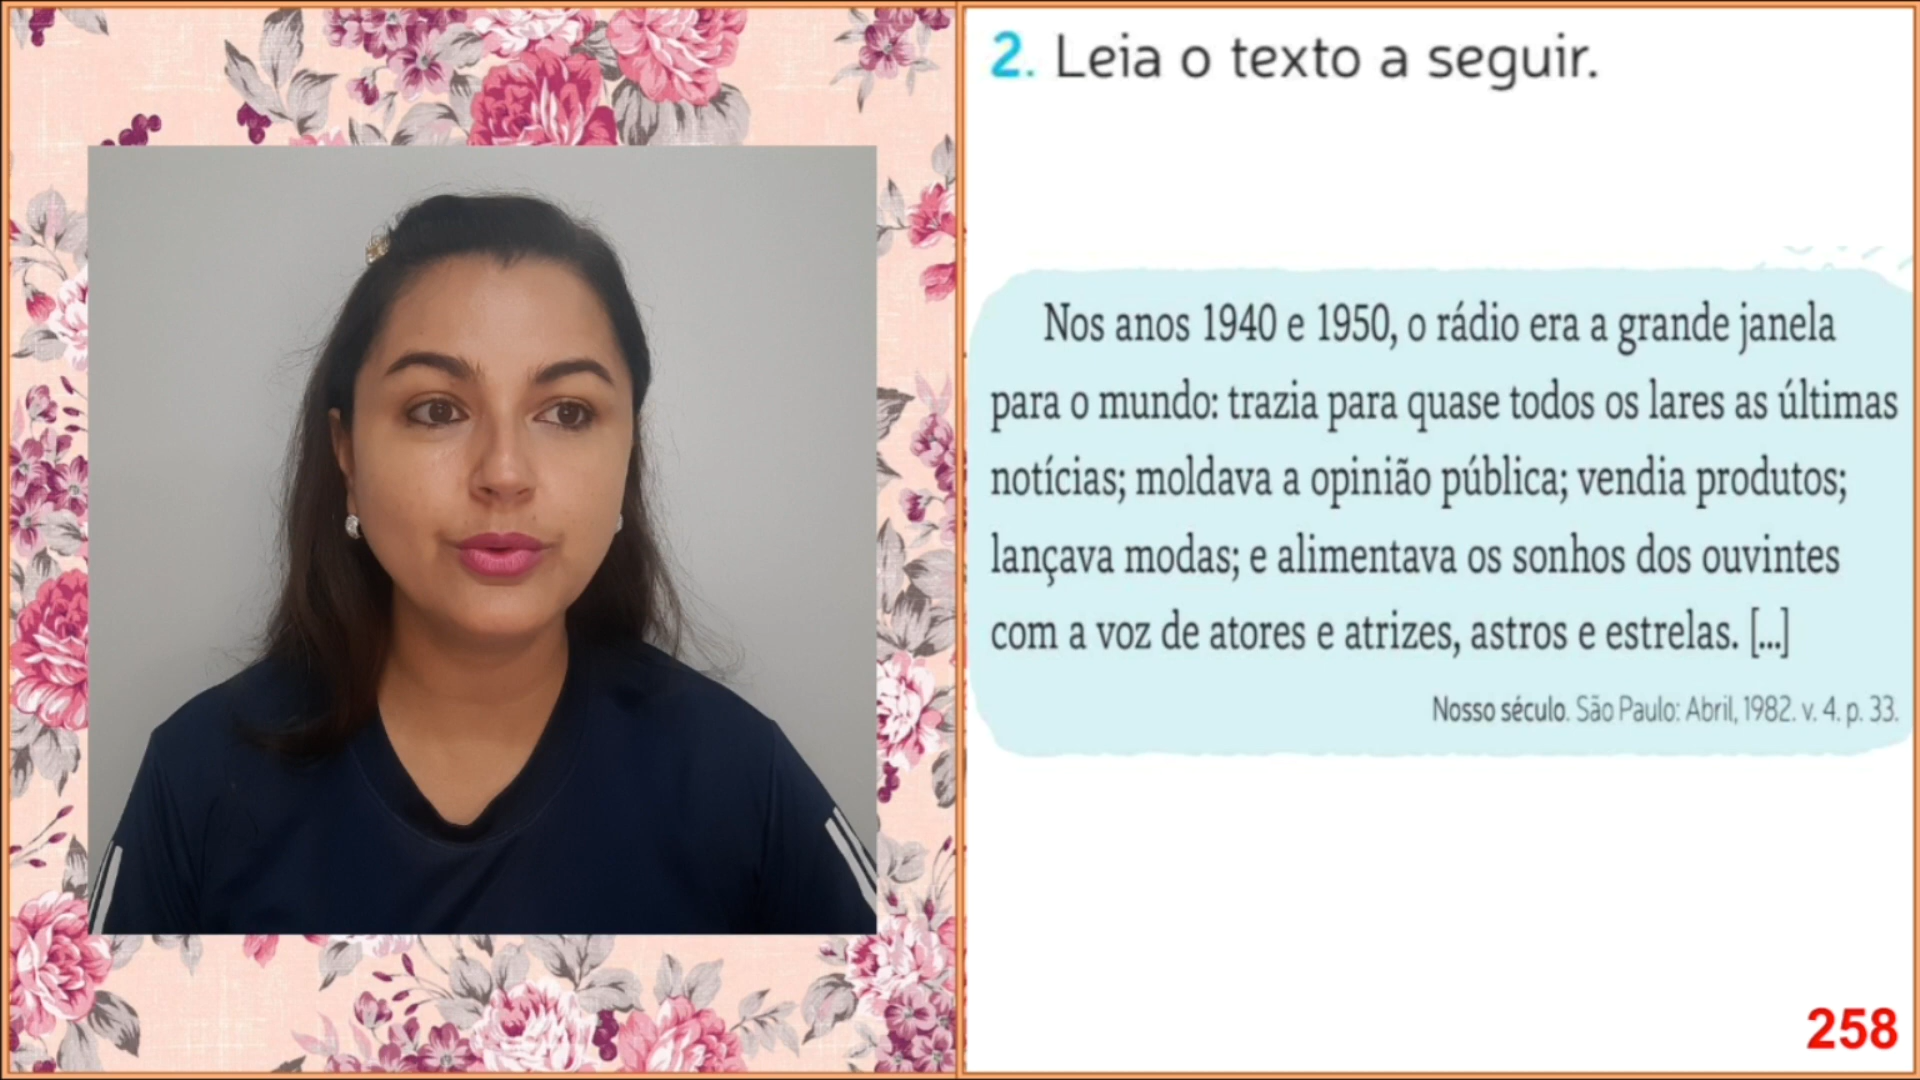 2. Leia o texto a seguir.
Nos anos 1940 e 1950, o rádio era a grande janela
para o mundo: trazia para quase todos os lares as últimas
notícias; moldava a opinião pública; vendia produtos;
lançava modas; e alimentava os sonhos dos ouvintes
com a voz de atores e atrizes, astros e estrelas. [...]
Nosso século. São Paulo: Abril, 1982. v. 4. p. 33.
258